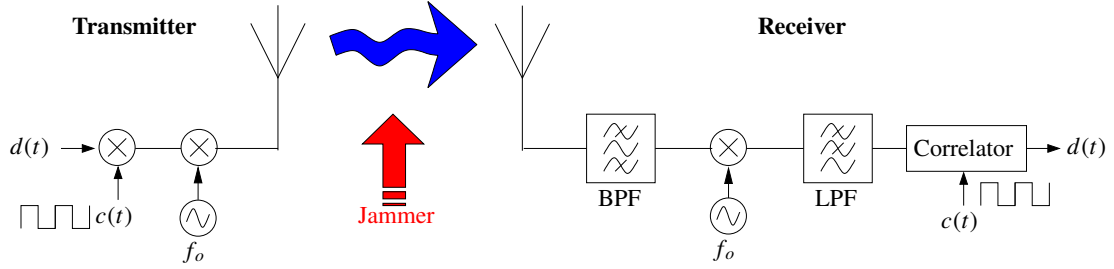 Transmitter
Receiver
d(t)
c(t)
f_o
Jammer
BPF
f_o
LPF
Correlator
d(t)
c(t)